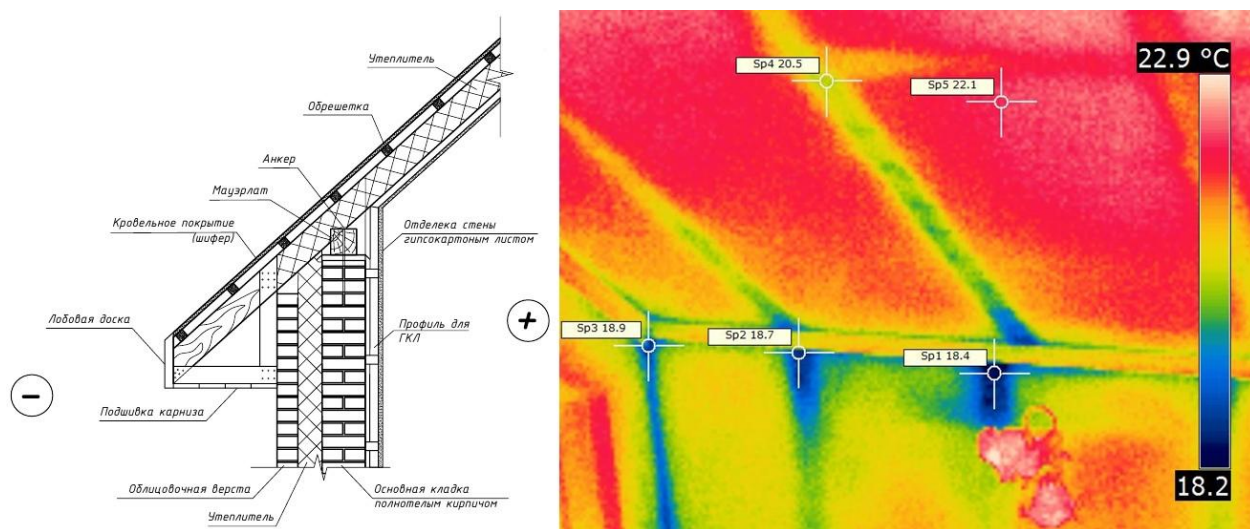 Утеплитель
Обрешетка
Анкер
Мауэрлат
Кровельное покрытие
(шифер)
Отделека стены
гипсокартоным листом
Лобовая доска
Профиль для
ГКЛ
+
−
Подшивка карниза
Облицовочная верста
Утеплитель
Основная кладка
полнотелым кирпичом
22.9 °C
Sp4 20.5
Sp5 22.1
Sp3 18.9
Sp2 18.7
Sp1 18.4
18.2